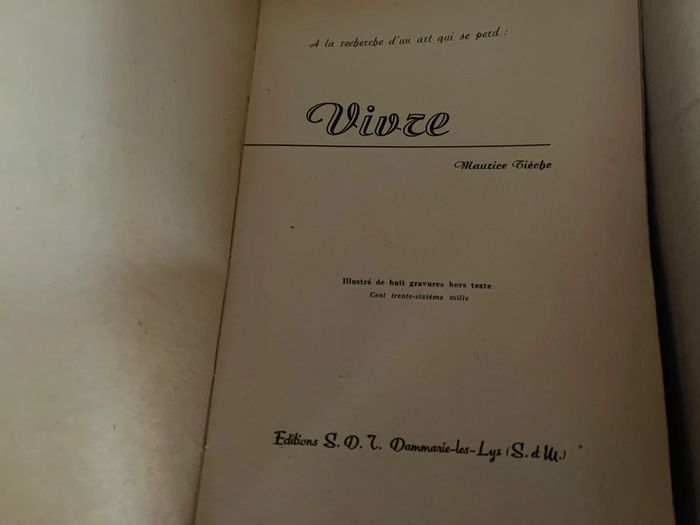 A la recherche d'un art qui se perd :
Vivre
Maurice Tièche
Illustré de huit gravures hors texte
Cent trente-sixième mille
Editions S. D. T. Dammarie-les-Lys (S. et M.)